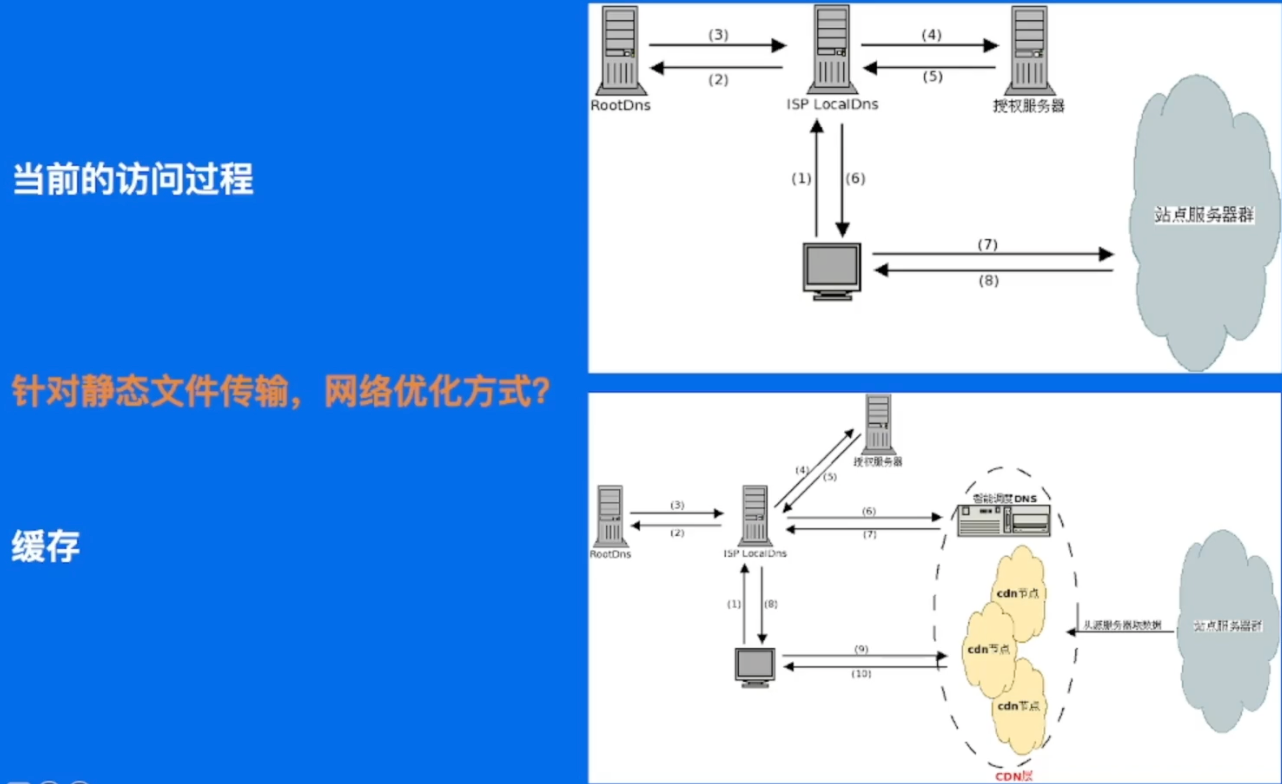 当前的访问过程
针对静态文件传输，网络优化方式？
缓存
(3)
(2)
(4)
(5)
RootDns
ISP LocalDns
授权服务器
(1)
(6)
(7)
(8)
站点服务器群
授权服务器
(4)
(5)
(3)
(2)
RootDns
ISP LocalDns
(6)
(7)
智能调度DNS
(1)
(8)
(9)
(10)
cdn节点
cdn节点
cdn节点
从源服务器取数据
站点服务器群
CDN层